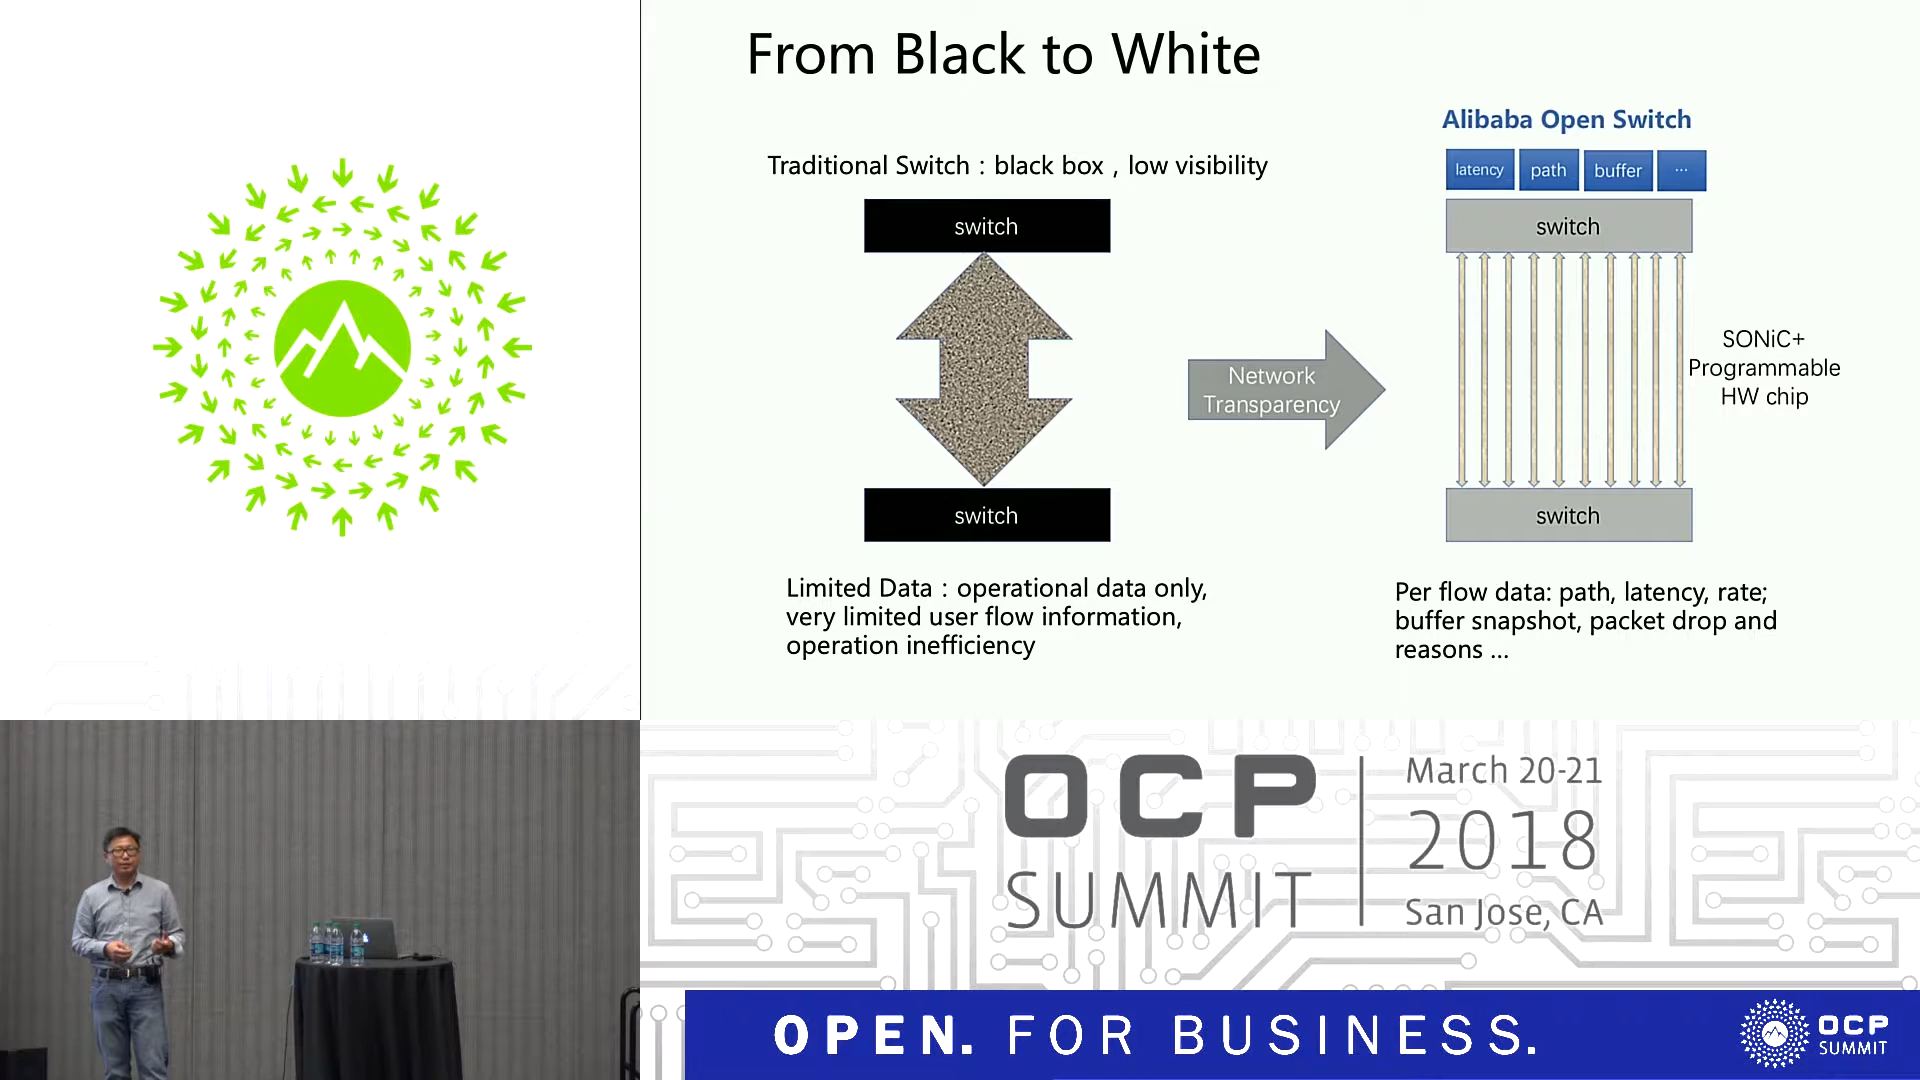 From Black to White
Traditional Switch : black box , low visibility
switch
switch
Limited Data : operational data only,
very limited user flow information,
operation inefficiency
Network
Transparency
Alibaba Open Switch
latency path buffer ...
switch
switch
SONiC+
Programmable
HW chip
Per flow data: path, latency, rate;
buffer snapshot, packet drop and
reasons ...
OCP
SUMMIT
March 20-21
2018
San Jose, CA
OPEN. FOR BUSINESS.
OCP
SUMMIT